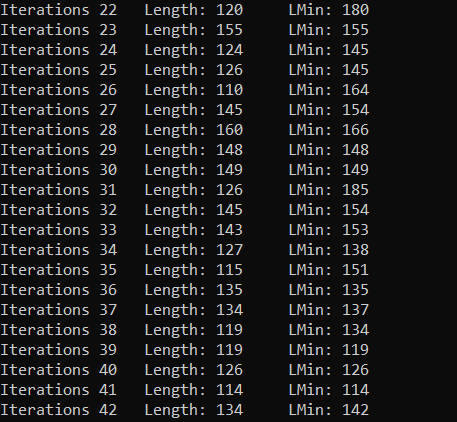 Iterations 22   Length: 120     LMin: 180
Iterations 23   Length: 155     LMin: 155
Iterations 24   Length: 124     LMin: 145
Iterations 25   Length: 126     LMin: 145
Iterations 26   Length: 110     LMin: 164
Iterations 27   Length: 145     LMin: 154
Iterations 28   Length: 160     LMin: 166
Iterations 29   Length: 148     LMin: 148
Iterations 30   Length: 149     LMin: 149
Iterations 31   Length: 126     LMin: 185
Iterations 32   Length: 145     LMin: 154
Iterations 33   Length: 143     LMin: 153
Iterations 34   Length: 127     LMin: 138
Iterations 35   Length: 115     LMin: 151
Iterations 36   Length: 135     LMin: 135
Iterations 37   Length: 134     LMin: 137
Iterations 38   Length: 119     LMin: 134
Iterations 39   Length: 119     LMin: 119
Iterations 40   Length: 126     LMin: 126
Iterations 41   Length: 114     LMin: 114
Iterations 42   Length: 134     LMin: 142